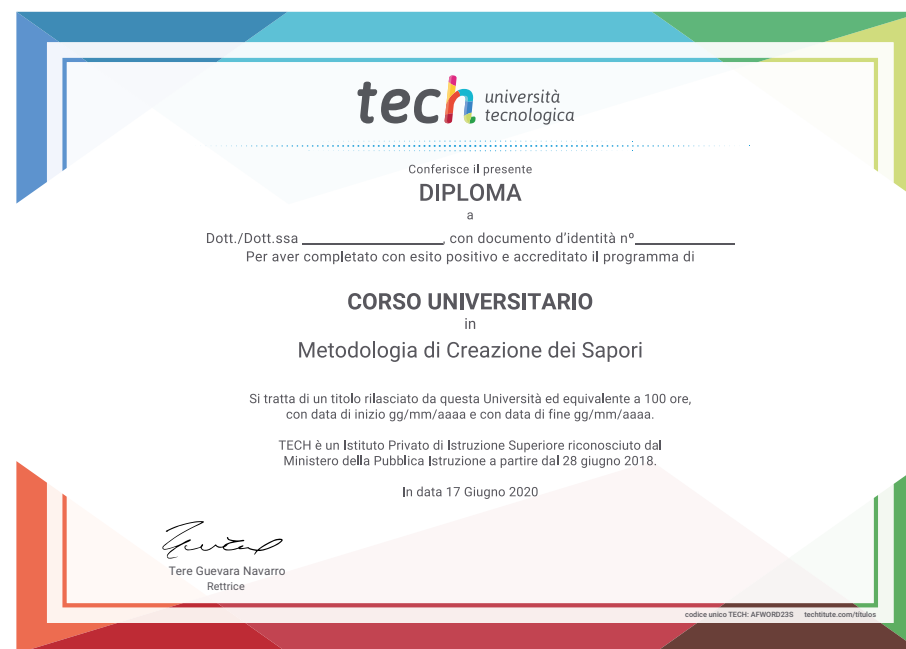 tech università
tecnologica
Conferisce il presente
DIPLOMA
a
Dott./Dott.ssa ____________________, con documento d'identità nº______________
Per aver completato con esito positivo e accreditato il programma di
CORSO UNIVERSITARIO
in
Metodologia di Creazione dei Sapori
Si tratta di un titolo rilasciato da questa Università ed equivalente a 100 ore,
con data di inizio gg/mm/aaaa e con data di fine gg/mm/aaaa.
TECH è un Istituto Privato di Istruzione Superiore riconosciuto dal
Ministero della Pubblica Istruzione a partire dal 28 giugno 2018.
In data 17 Giugno 2020
Tere Guevara Navarro
Rettrice
codice unico TECH: AFWORD23S techtitute.com/titulos